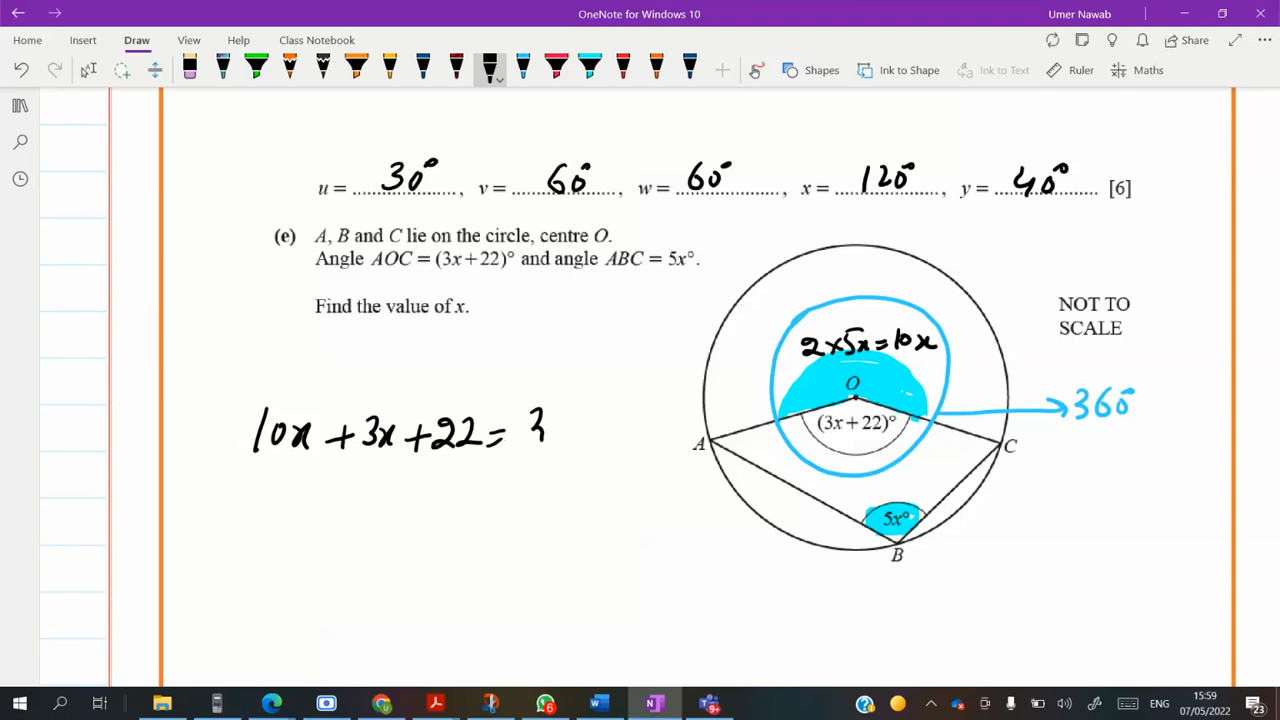 OneNote for Windows 10
Umer Nawab
Home Insert Draw View Help Class Notebook
Share
Shapes Ink to Shape Ink to Text Ruler Maths
u = 30° , v = 60° , w = 60° , x = 120° , y = 40° [6]
(e) A, B and C lie on the circle, centre O.
Angle AOC = (3x+22)° and angle ABC = 5x°.
Find the value of x.
NOT TO
SCALE
2×5x=10x
O
(3x+22)°
360°
A
C
5x°
B
10x +3x+22= 3
9+
ENG
15:59
07/05/2022
23